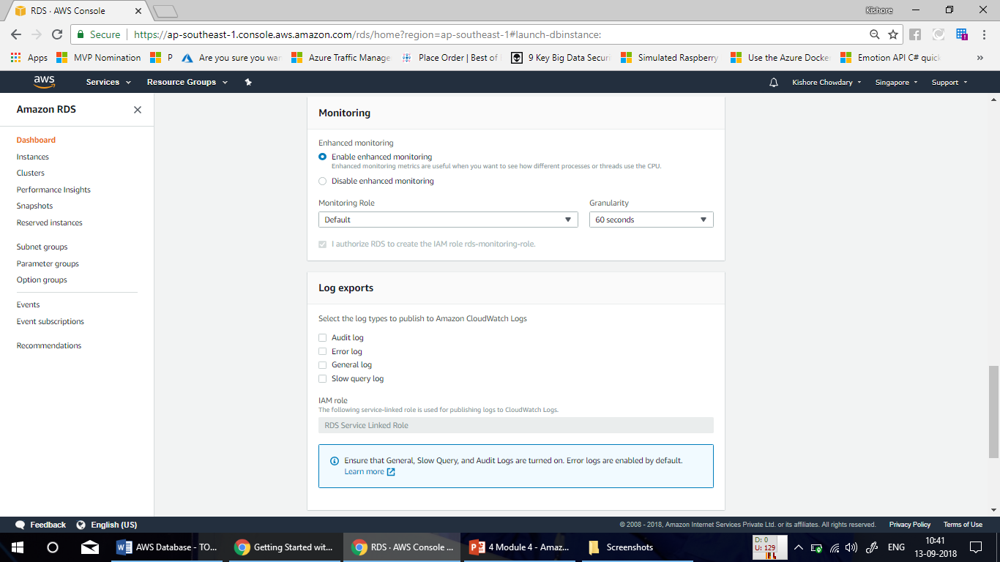 RDS · AWS Console
Kishore
Secure
https://ap-southeast-1.console.aws.amazon.com/rds/home?region=ap-southeast-1#launch-dbinstance:
Apps
MVP Nomination
P
Are you sure you wan
Azure Traffic Manage
Place Order | Best of
9 Key Big Data Securi
Simulated Raspberry
Use the Azure Docke
Emotion API C# quick
»
aws
Services
Resource Groups
Kishore Chowdary
Singapore
Support
Amazon RDS
Dashboard
Instances
Clusters
Performance Insights
Snapshots
Reserved instances
Subnet groups
Parameter groups
Option groups
Events
Event subscriptions
Recommendations
Monitoring
Enhanced monitoring
Enable enhanced monitoring
Enhanced monitoring metrics are useful when you want to see how different processes or threads use the CPU.
Disable enhanced monitoring
Monitoring Role
Granularity
Default
60 seconds
I authorize RDS to create the IAM role rds-monitoring-role.
Log exports
Select the log types to publish to Amazon CloudWatch Logs
Audit log
Error log
General log
Slow query log
IAM role
The following service-linked role is used for publishing logs to CloudWatch Logs.
RDS Service Linked Role
Ensure that General, Slow Query, and Audit Logs are turned on. Error logs are enabled by default.
Learn more
Feedback
English (US)
© 2008 - 2018, Amazon Internet Services Private Ltd. or its affiliates. All rights reserved.
Privacy Policy
Terms of Use
AWS Database - TO...
Getting Started wit...
RDS · AWS Console ...
4 Module 4 - Amaz...
Screenshots
D: 0
U: 129
ENG
10:41
13-09-2018